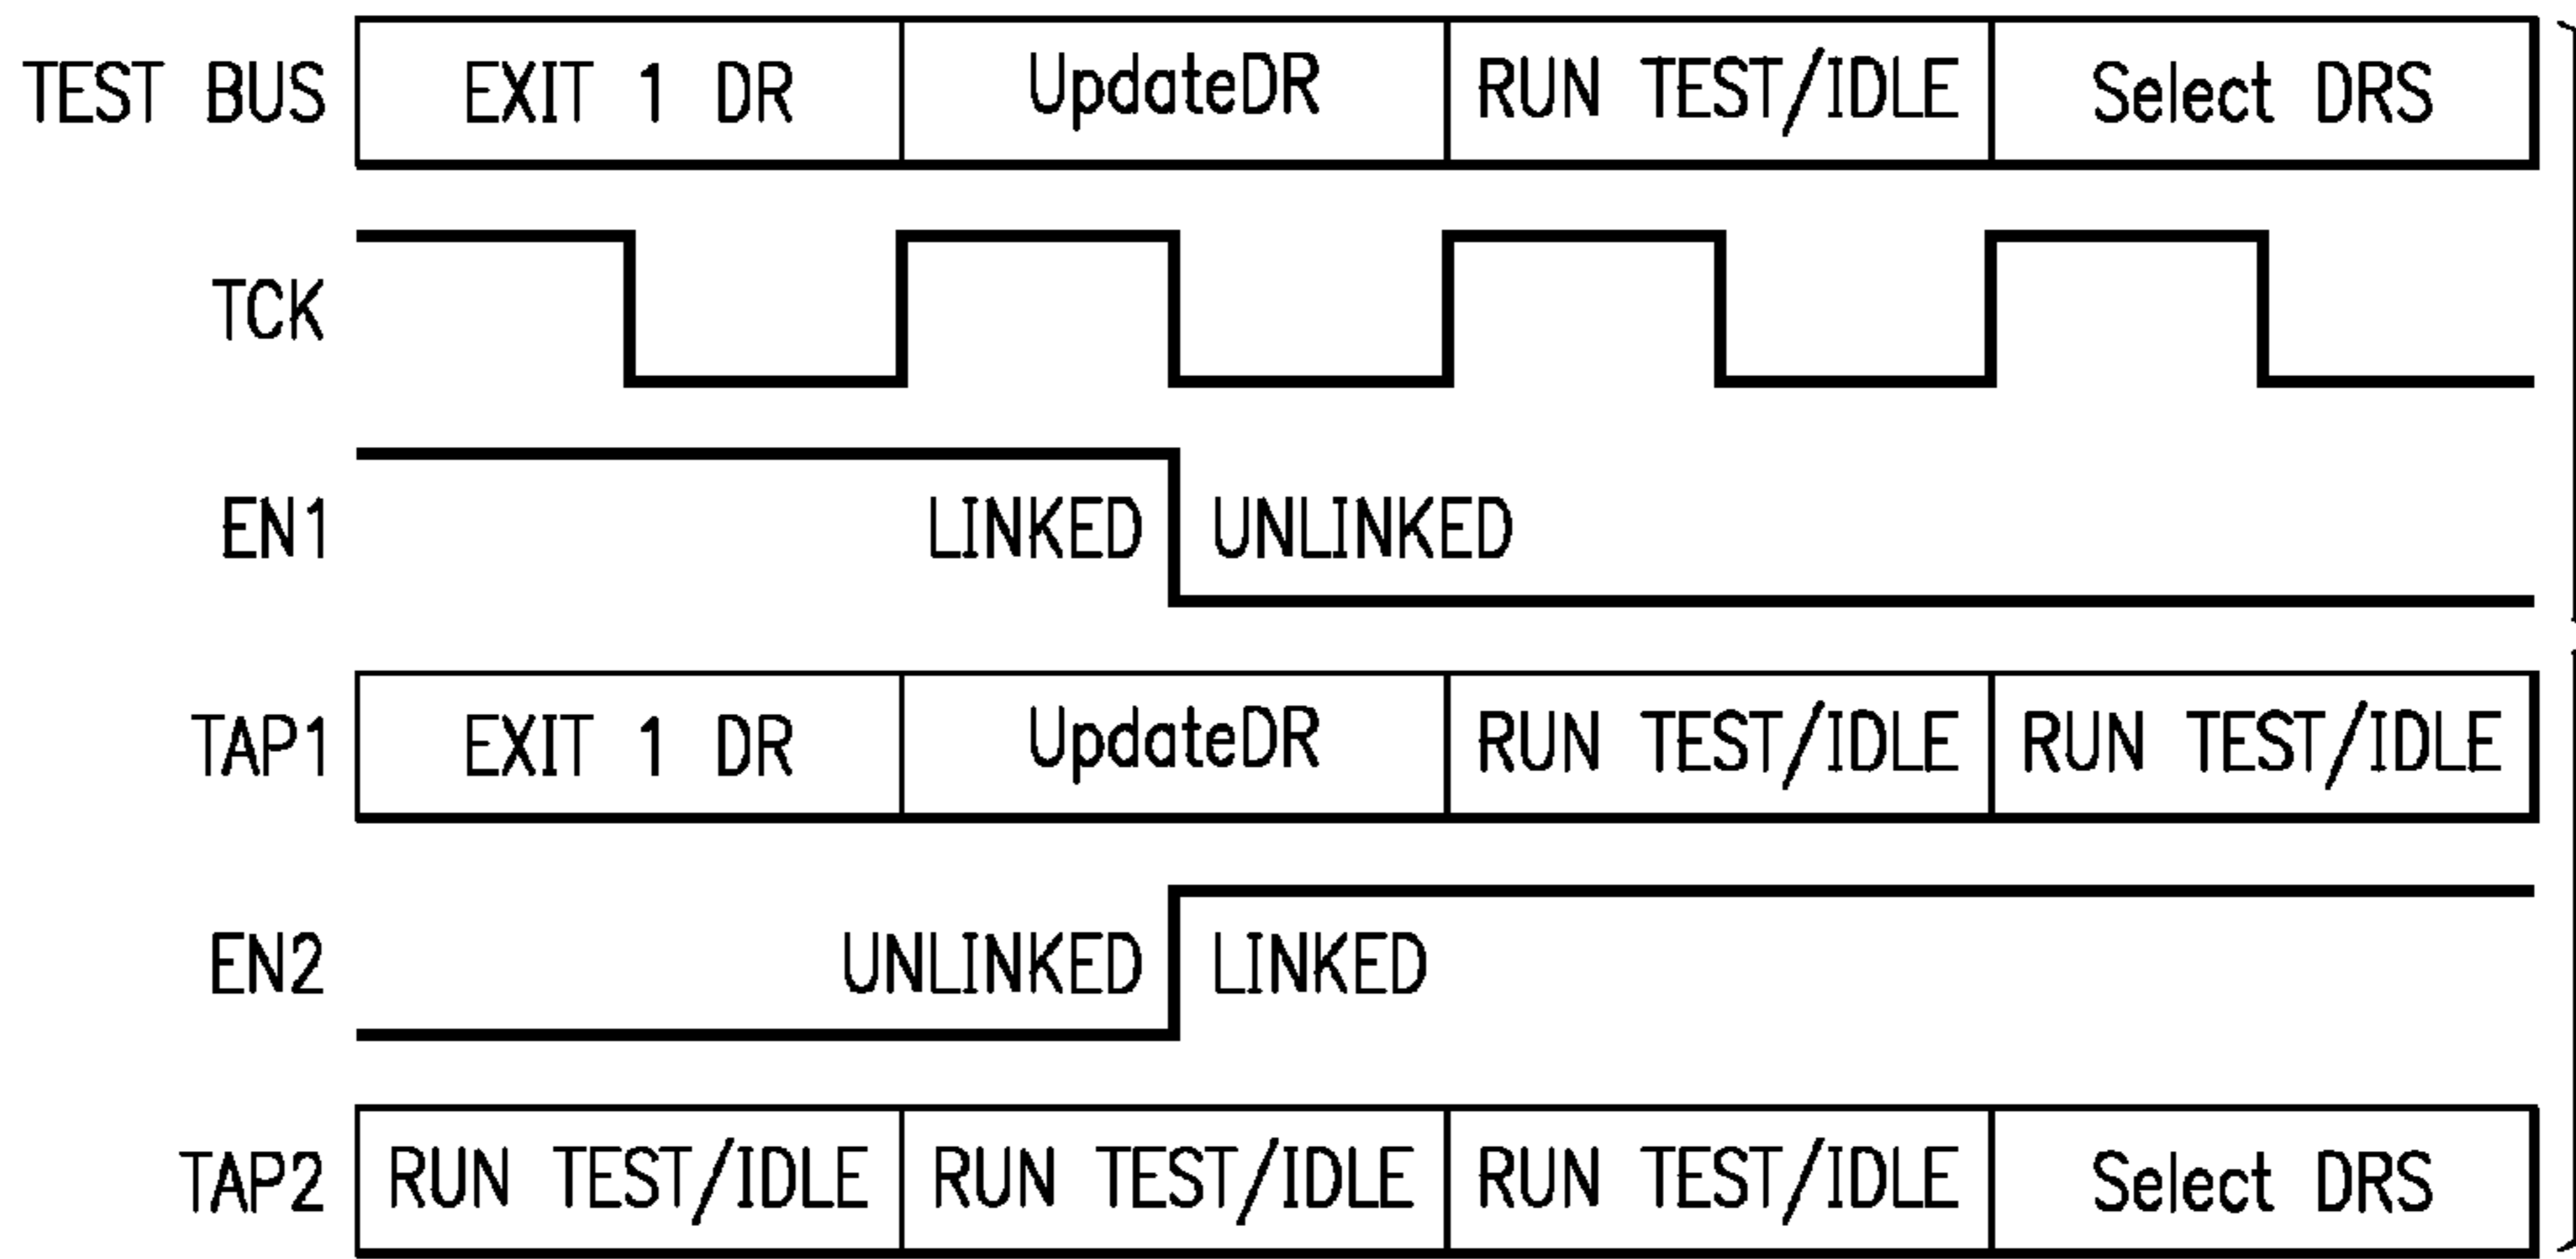 TEST BUS EXIT 1 DR UpdateDR RUN TEST/IDLE Select DRS
TCK
EN1 LINKED UNLINKED
TAP1 EXIT 1 DR UpdateDR RUN TEST/IDLE RUN TEST/IDLE
EN2 UNLINKED LINKED
TAP2 RUN TEST/IDLE RUN TEST/IDLE RUN TEST/IDLE Select DRS